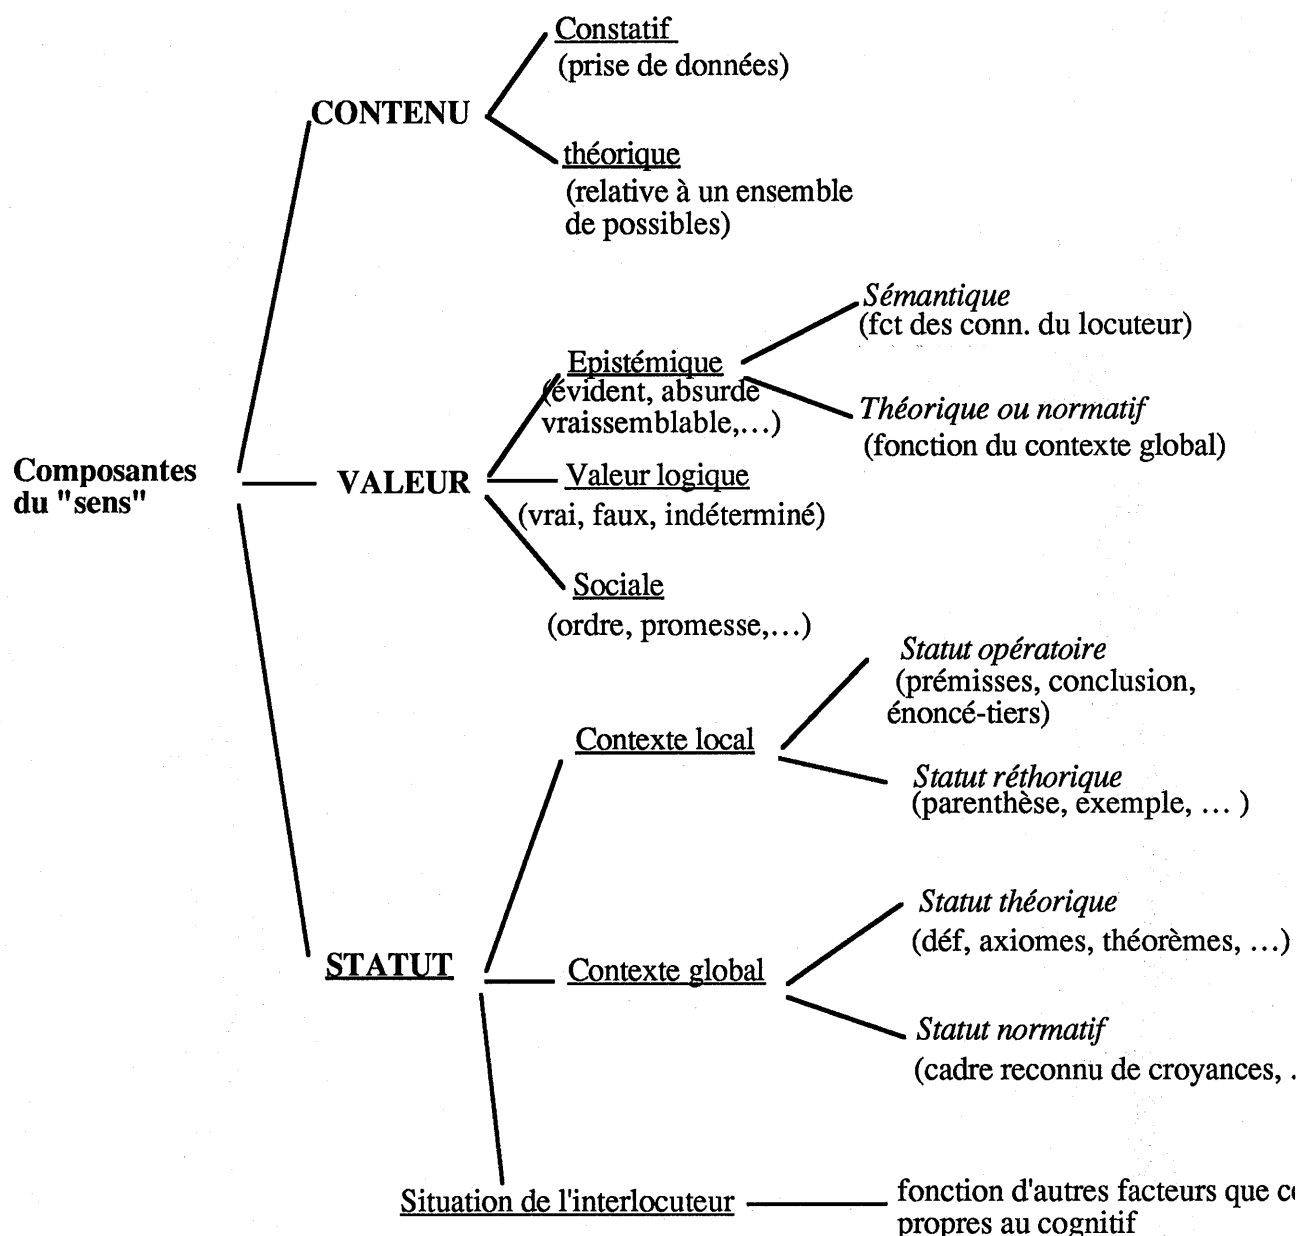 Constatif
(prise de données)
CONTENU
théorique
(relative à un ensemble
de possibles)
Sémantique
(fct des conn. du locuteur)
Epistémique
(évident, absurde
vraissemblable,…)
Théorique ou normatif
(fonction du contexte global)
Composantes
du "sens"
VALEUR
Valeur logique
(vrai, faux, indéterminé)
Sociale
(ordre, promesse,…)
Statut opératoire
(prémisses, conclusion,
énoncé-tiers)
Contexte local
Statut réthorique
(parenthèse, exemple, … )
Statut théorique
(déf, axiomes, théorèmes, …)
STATUT
Contexte global
Statut normatif
(cadre reconnu de croyances, .
Situation de l'interlocuteur
fonction d'autres facteurs que
propres au cognitif